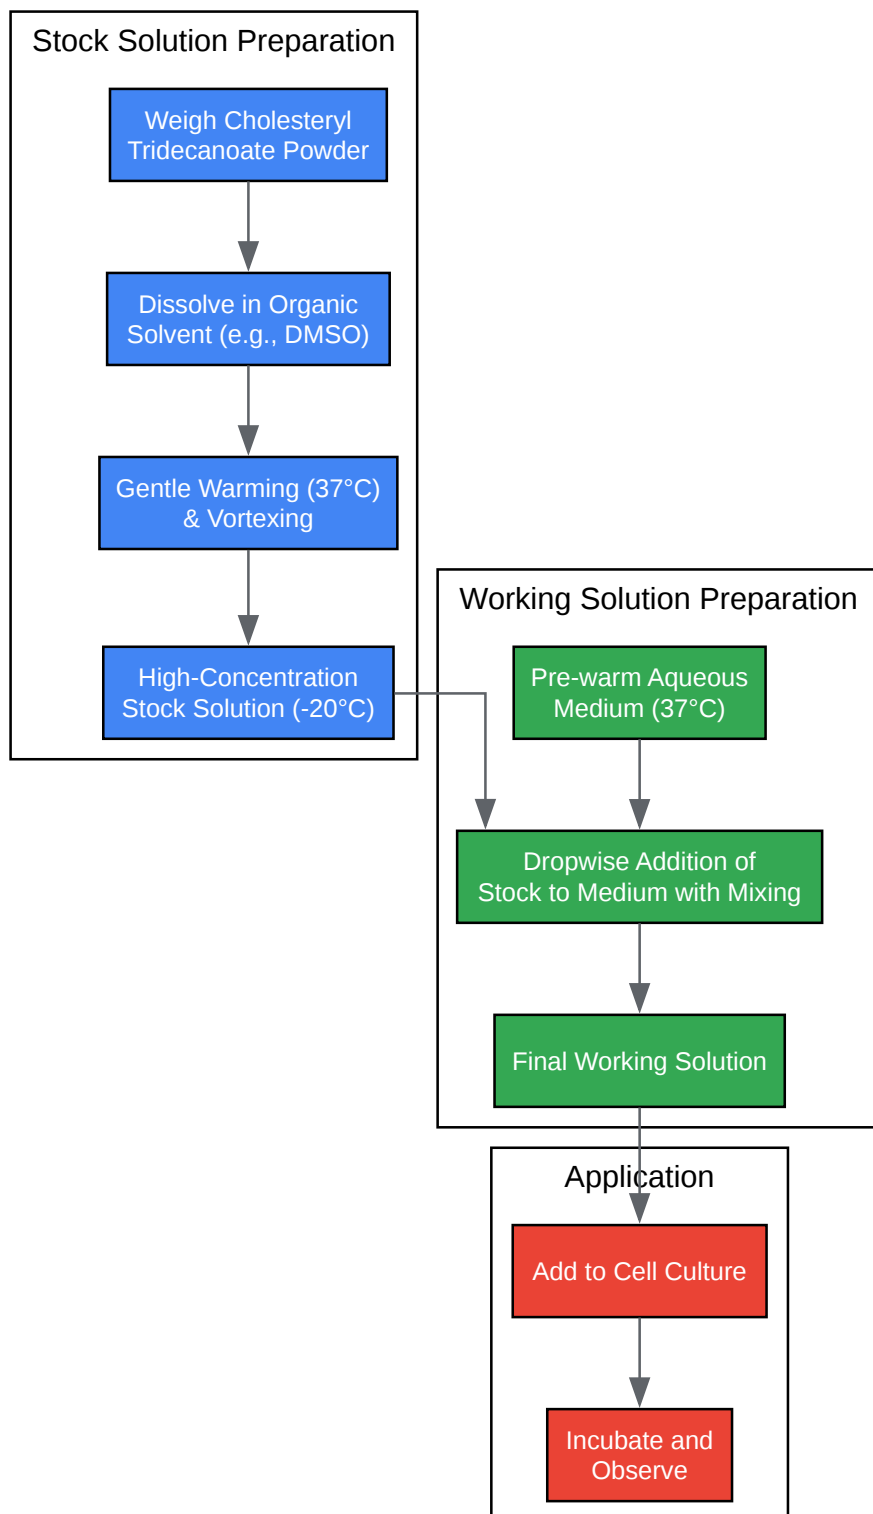 Stock Solution Preparation
Weigh Cholesteryl
Tridecanoate Powder
Dissolve in Organic
Solvent (e.g., DMSO)
Gentle Warming (37°C)
& Vortexing
High-Concentration
Stock Solution (-20°C)
Working Solution Preparation
Pre-warm Aqueous
Medium (37°C)
Dropwise Addition of
Stock to Medium with Mixing
Final Working Solution
Application
Add to Cell Culture
Incubate and
Observe